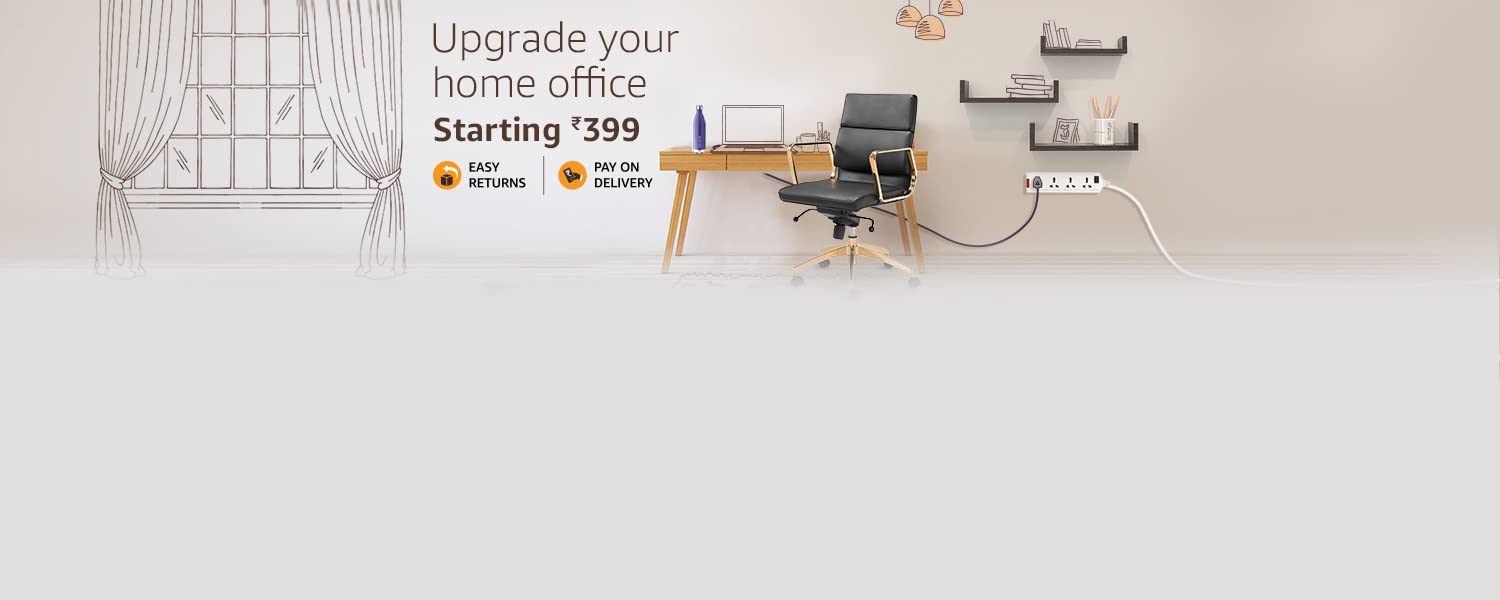 Upgrade your
home office
Starting ₹399
EASY
RETURNS
PAY ON
DELIVERY